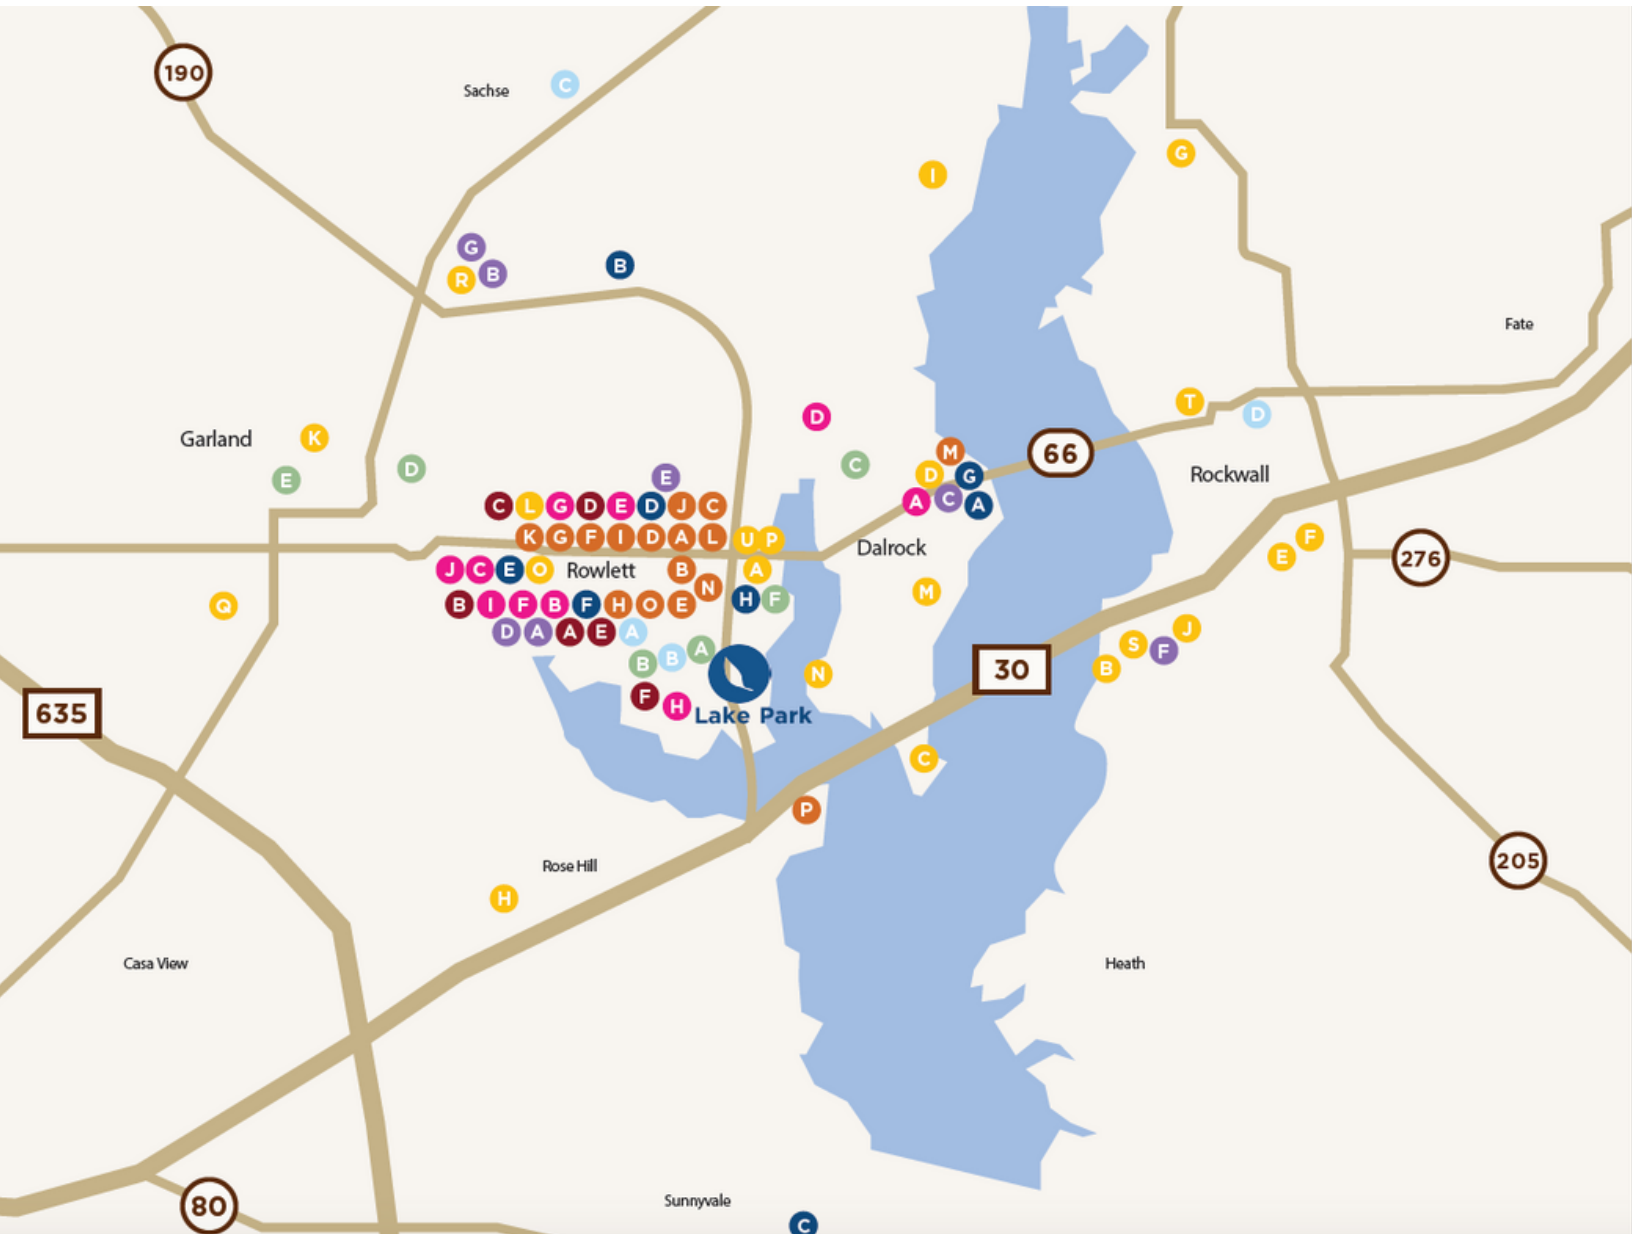 190
Sachse
C
G
I
G
R B
B
Fate
D
T
D
Garland
K
M
66
E
D
C
D G
Rockwall
E
A C A
C L G D E D J C
K G F I D A L
U P
Dalrock
F
E
276
J C E O Rowlett B
A
N
M
Q
B I F B F H O E
H F
D A A E A
S F J
B
B B A
30
N
F H
Lake Park
635
C
P
Rose Hill
205
H
Casa View
Heath
80
Sunnyvale
C